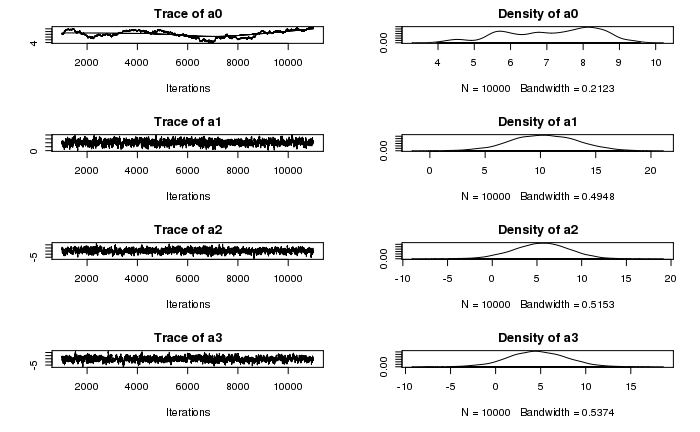 Trace of a0
4
2000 4000 6000 8000 10000
Iterations
Density of a0
0.00
4 5 6 7 8 9 10
N = 10000 Bandwidth = 0.2123
Trace of a1
0
2000 4000 6000 8000 10000
Iterations
Density of a1
0.00
0 5 10 15 20
N = 10000 Bandwidth = 0.4948
Trace of a2
-5
2000 4000 6000 8000 10000
Iterations
Density of a2
0.00
-10 -5 0 5 10 15 20
N = 10000 Bandwidth = 0.5153
Trace of a3
-5
2000 4000 6000 8000 10000
Iterations
Density of a3
0.00
-10 -5 0 5 10 15
N = 10000 Bandwidth = 0.5374